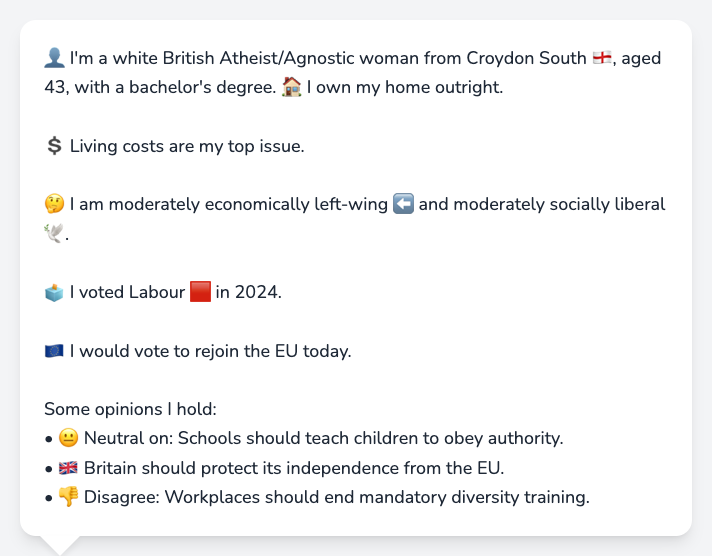 👤 I'm a white British Atheist/Agnostic woman from Croydon South 🏴󠁧󠁢󠁥󠁮󠁧󠁿, aged
43, with a bachelor's degree. 🏠 I own my home outright.
💲 Living costs are my top issue.
🤔 I am moderately economically left-wing ⬅️ and moderately socially liberal
🕊️.
🗳️ I voted Labour 🟥 in 2024.
🇪🇺 I would vote to rejoin the EU today.
Some opinions I hold:
• 😐 Neutral on: Schools should teach children to obey authority.
• 🇬🇧 Britain should protect its independence from the EU.
• 👎 Disagree: Workplaces should end mandatory diversity training.